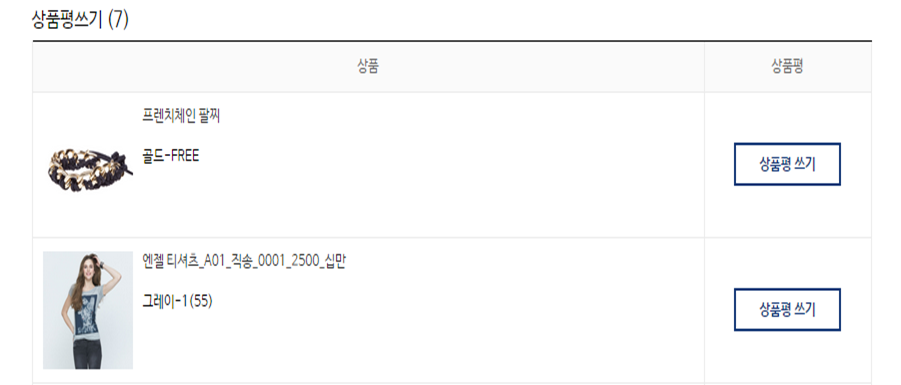 상품평쓰기 (7)
상품 상품평
프렌치체인 팔찌
골드-FREE
상품평 쓰기
엔젤 티셔츠_A01_직송_0001_2500_십만
그레이-1(55)
상품평 쓰기